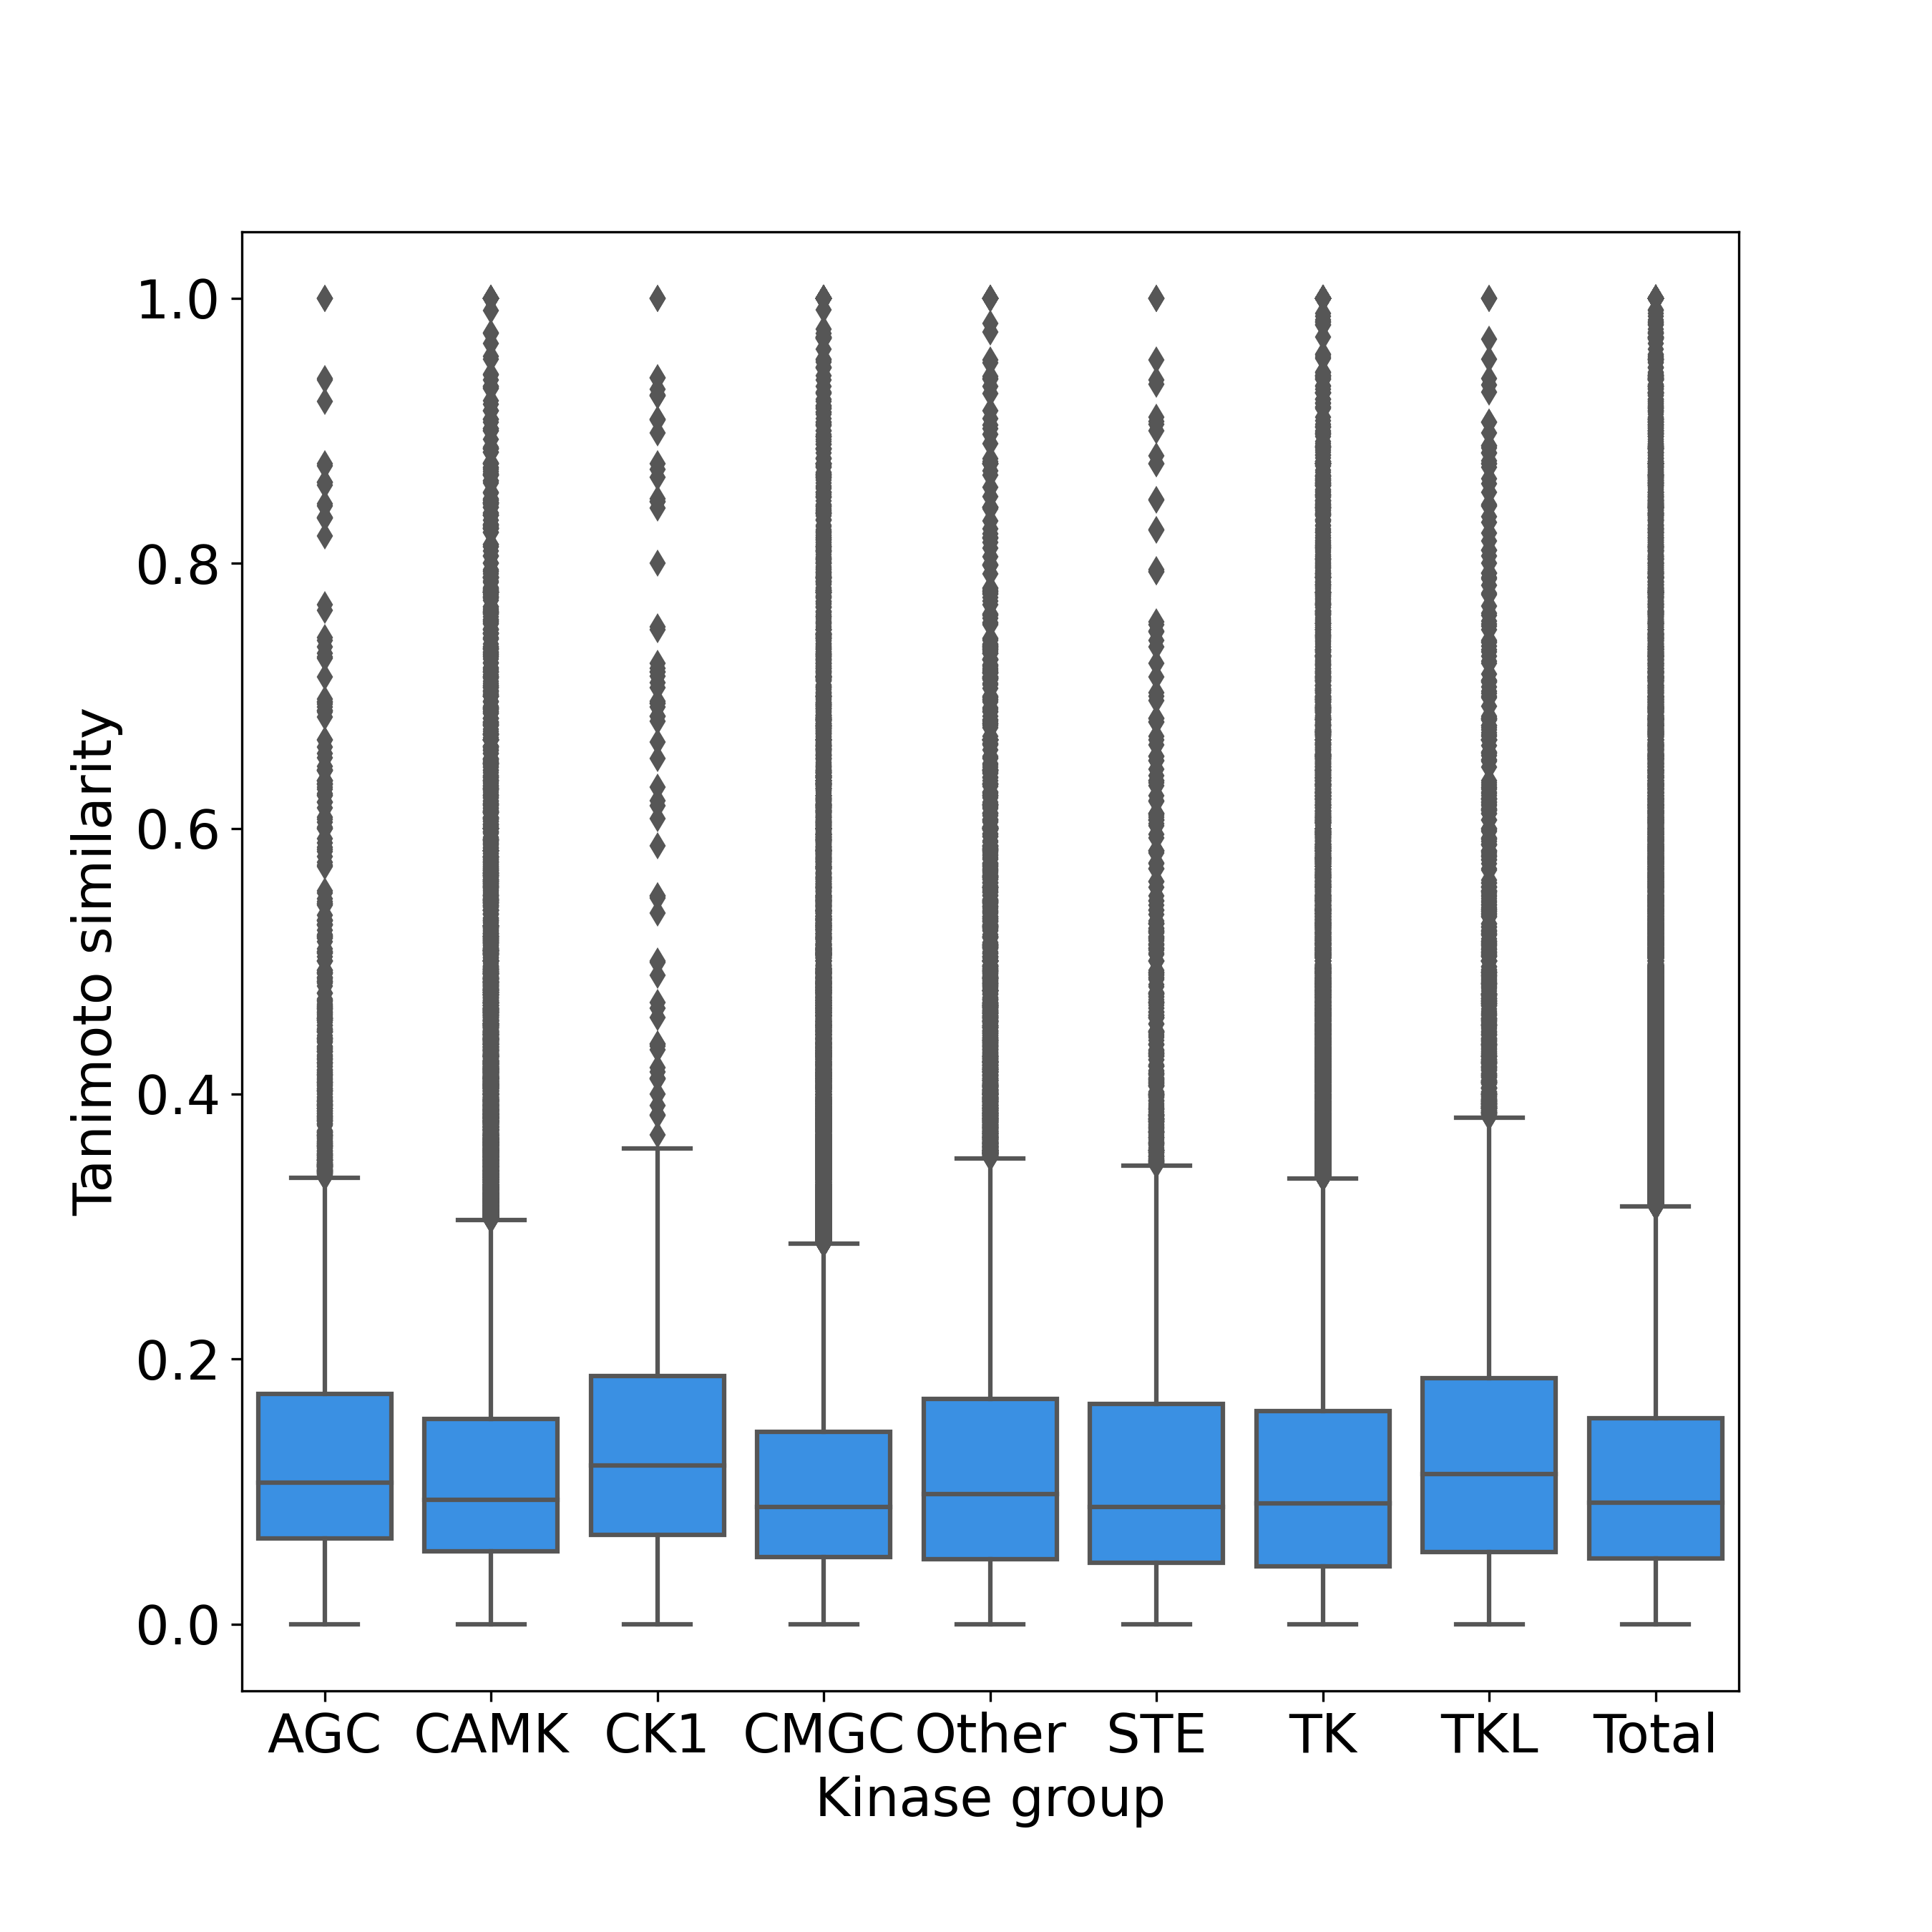 1.0
0.8
0.6
0.4
0.2
0.0
Tanimoto similarity
AGC CAMK CK1 CMGC Other STE TK TKL Total
Kinase group